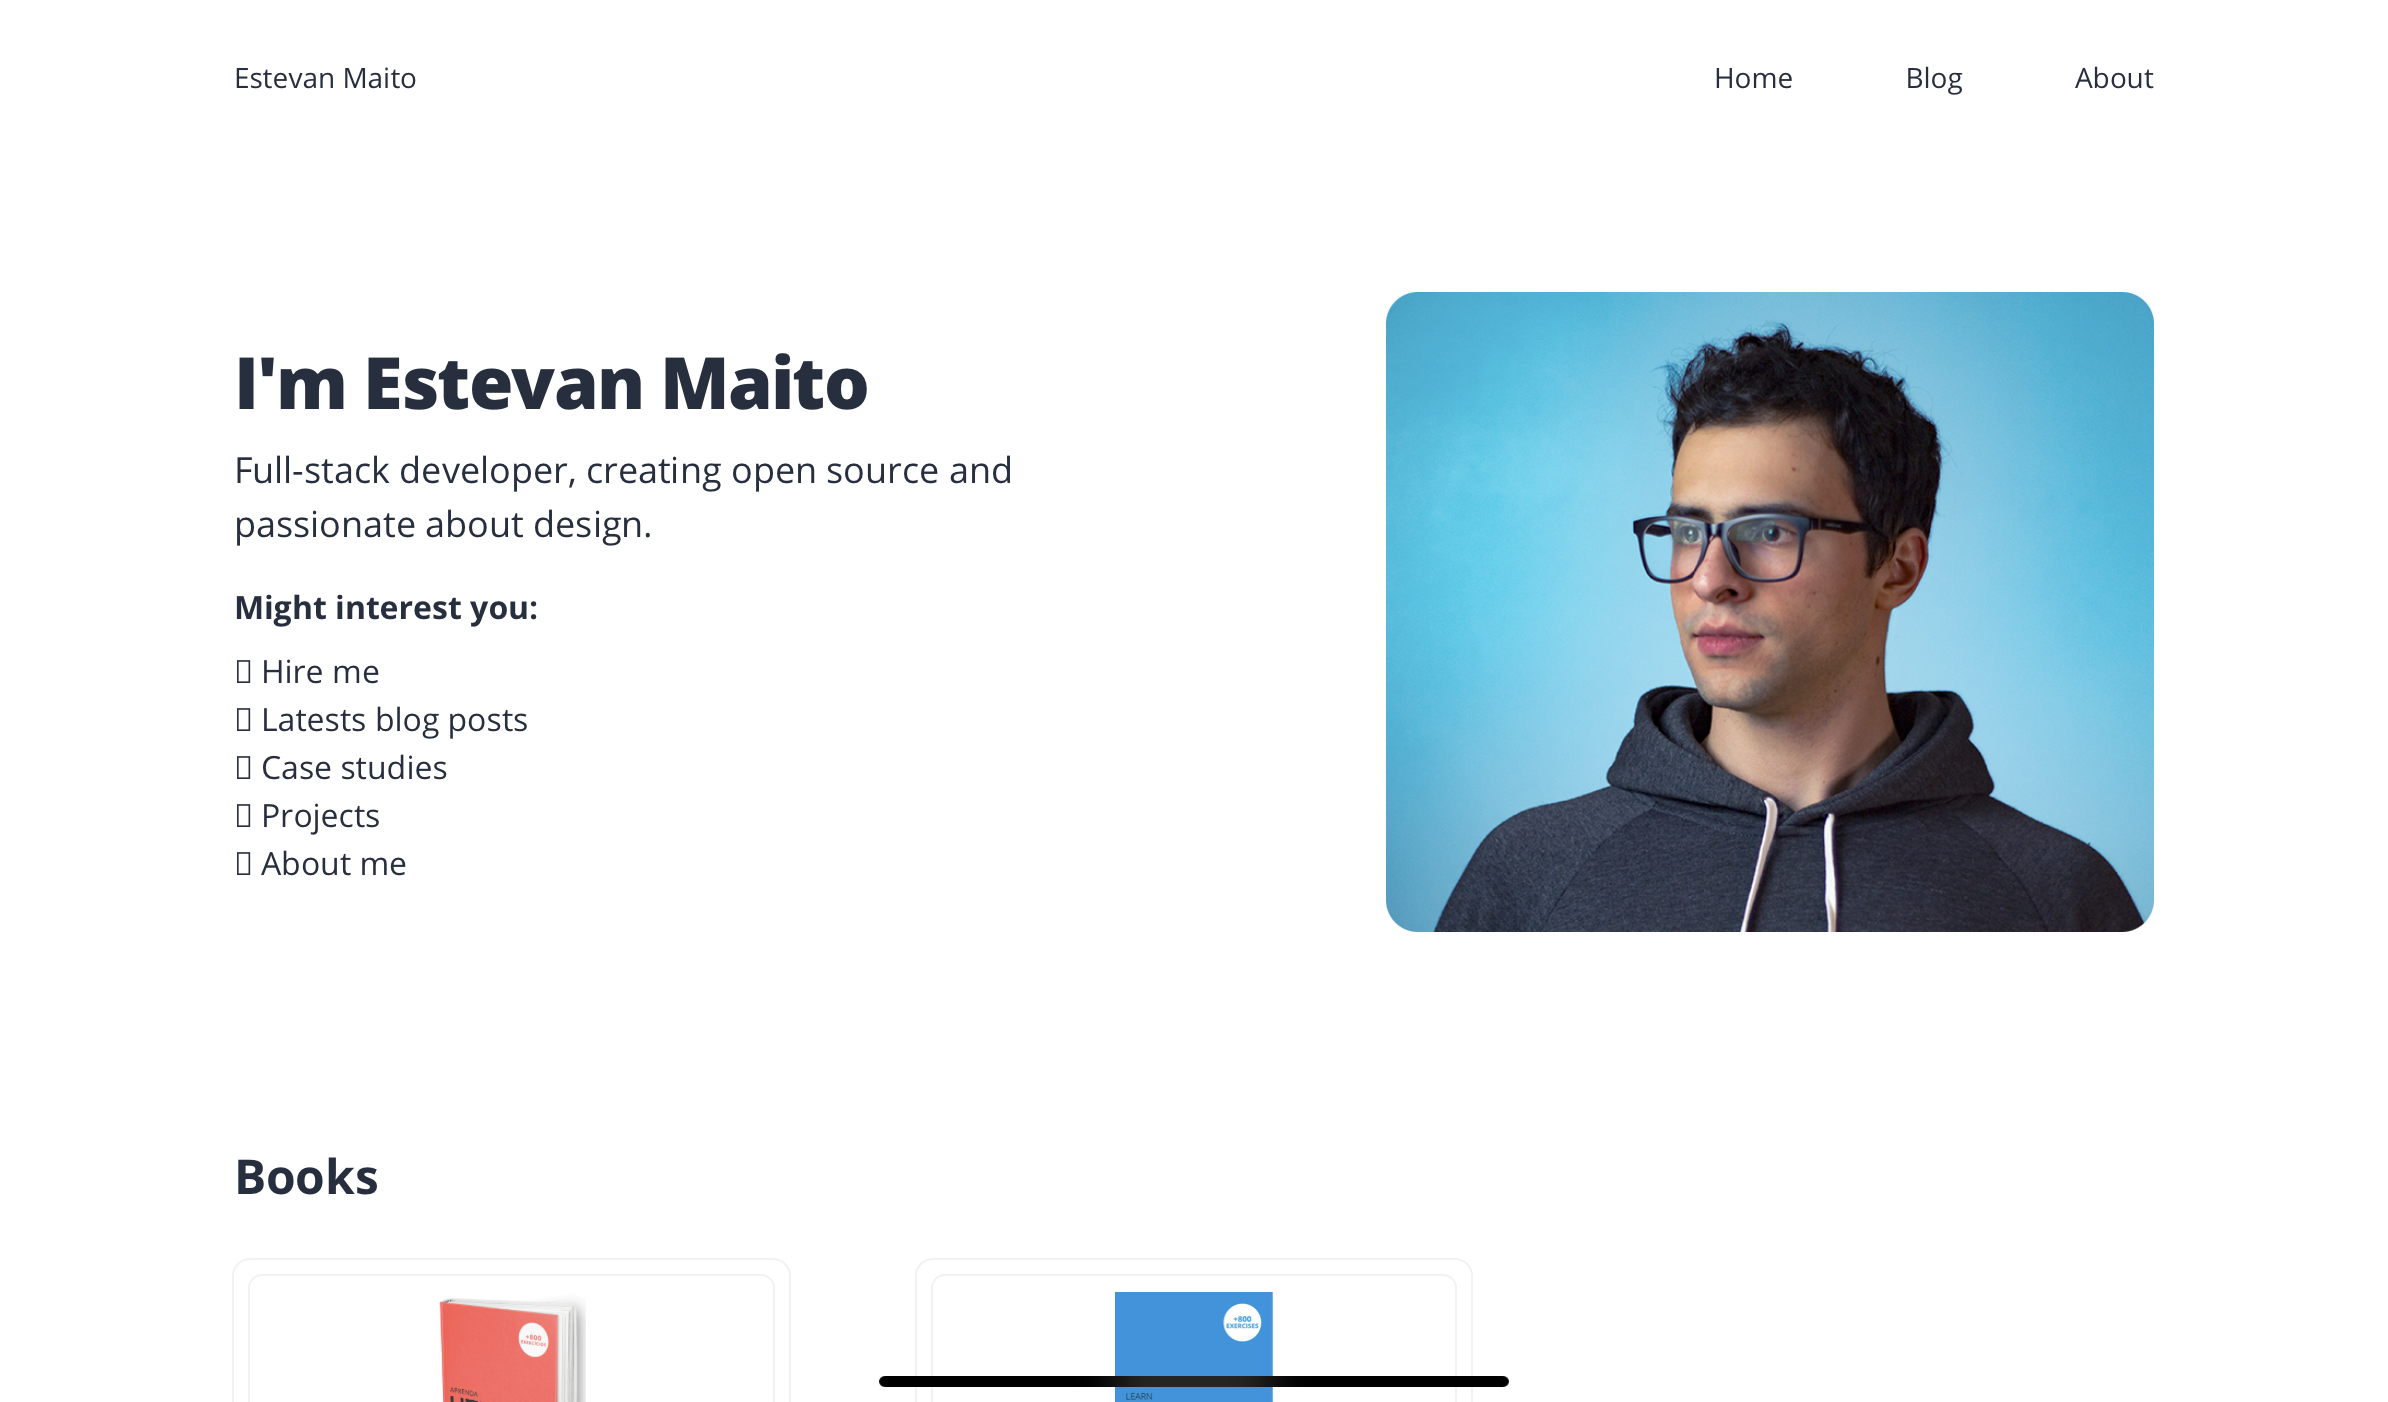 Estevan Maito
Home Blog About
I'm Estevan Maito
Full-stack developer, creating open source and
passionate about design.
Might interest you:
Hire me
Latests blog posts
Case studies
Projects
About me
Books
+800
EXERCÍCIOS
APRENDA
+800
EXERCISES
LEARN